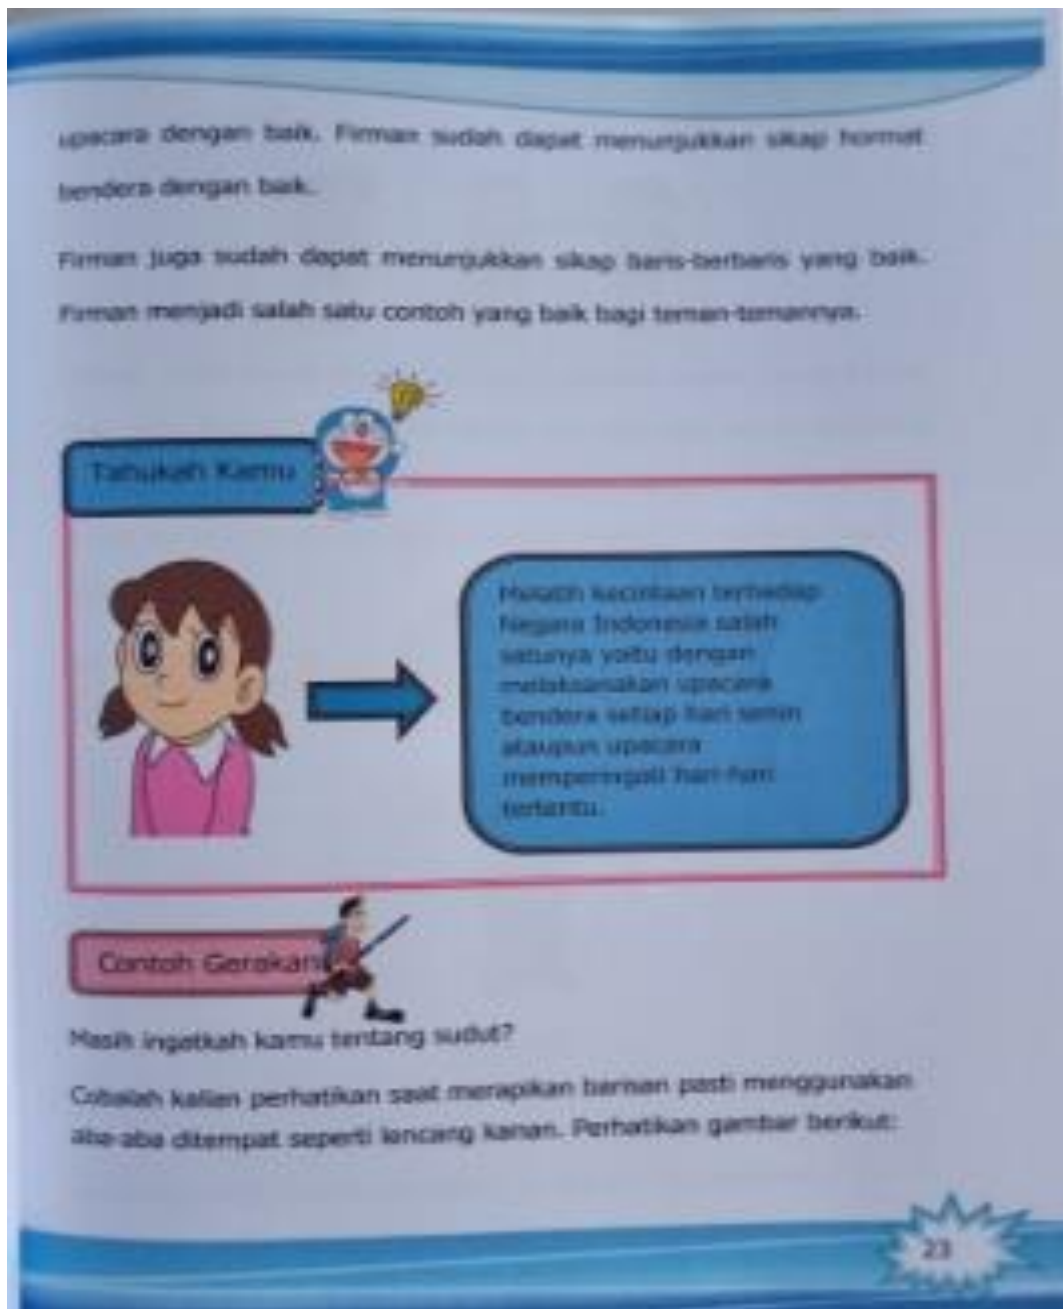 upacara dengan baik. Firman sudah dapat menunjukkan sikap hormat
bendera dengan baik.
Firman juga sudah dapat menunjukkan sikap baris-berbaris yang baik.
Firman menjadi salah satu contoh yang baik bagi teman-temannya.
Tahukah Kamu
Melatih kecintaan terhadap
Negara Indonesia salah
satunya yaitu dengan
melaksanakan upacara
bendera setiap hari senin
ataupun upacara
memperingati hari-hari
tertentu.
Contoh Gerakan
Masih ingatkah kamu tentang sudut?
Cobalah kalian perhatikan saat merapikan barisan pasti menggunakan
aba-aba ditempat seperti lencang kanan. Perhatikan gambar berikut:
23